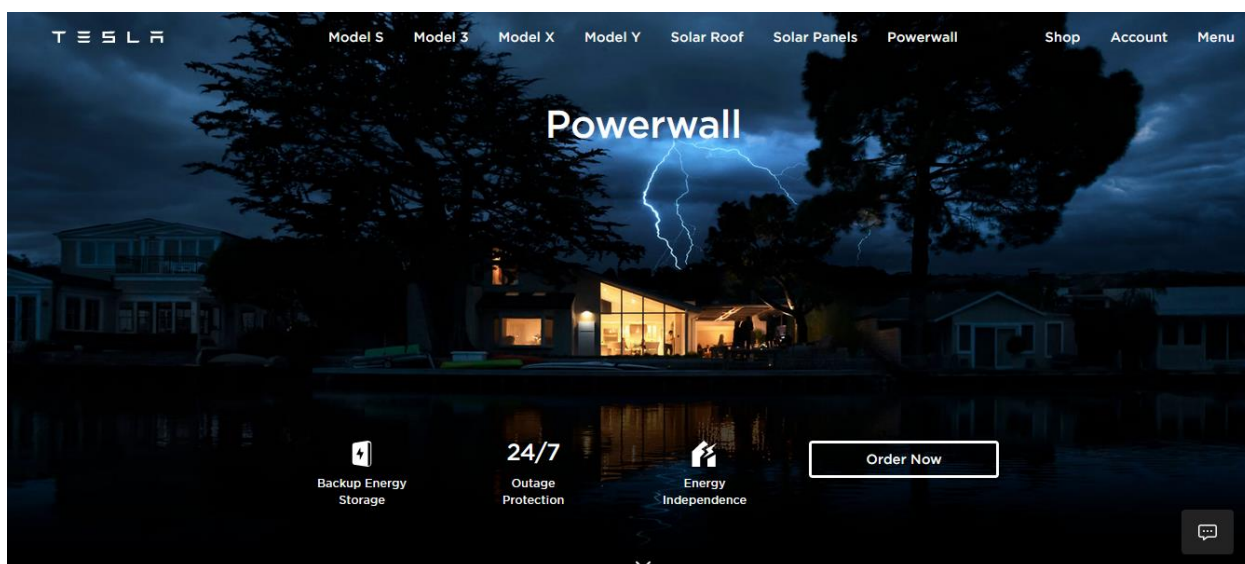 TESLA
Model S Model 3 Model X Model Y Solar Roof Solar Panels Powerwall
Shop Account Menu
Powerwall
Backup Energy
Storage
24/7
Outage
Protection
Energy
Independence
Order Now